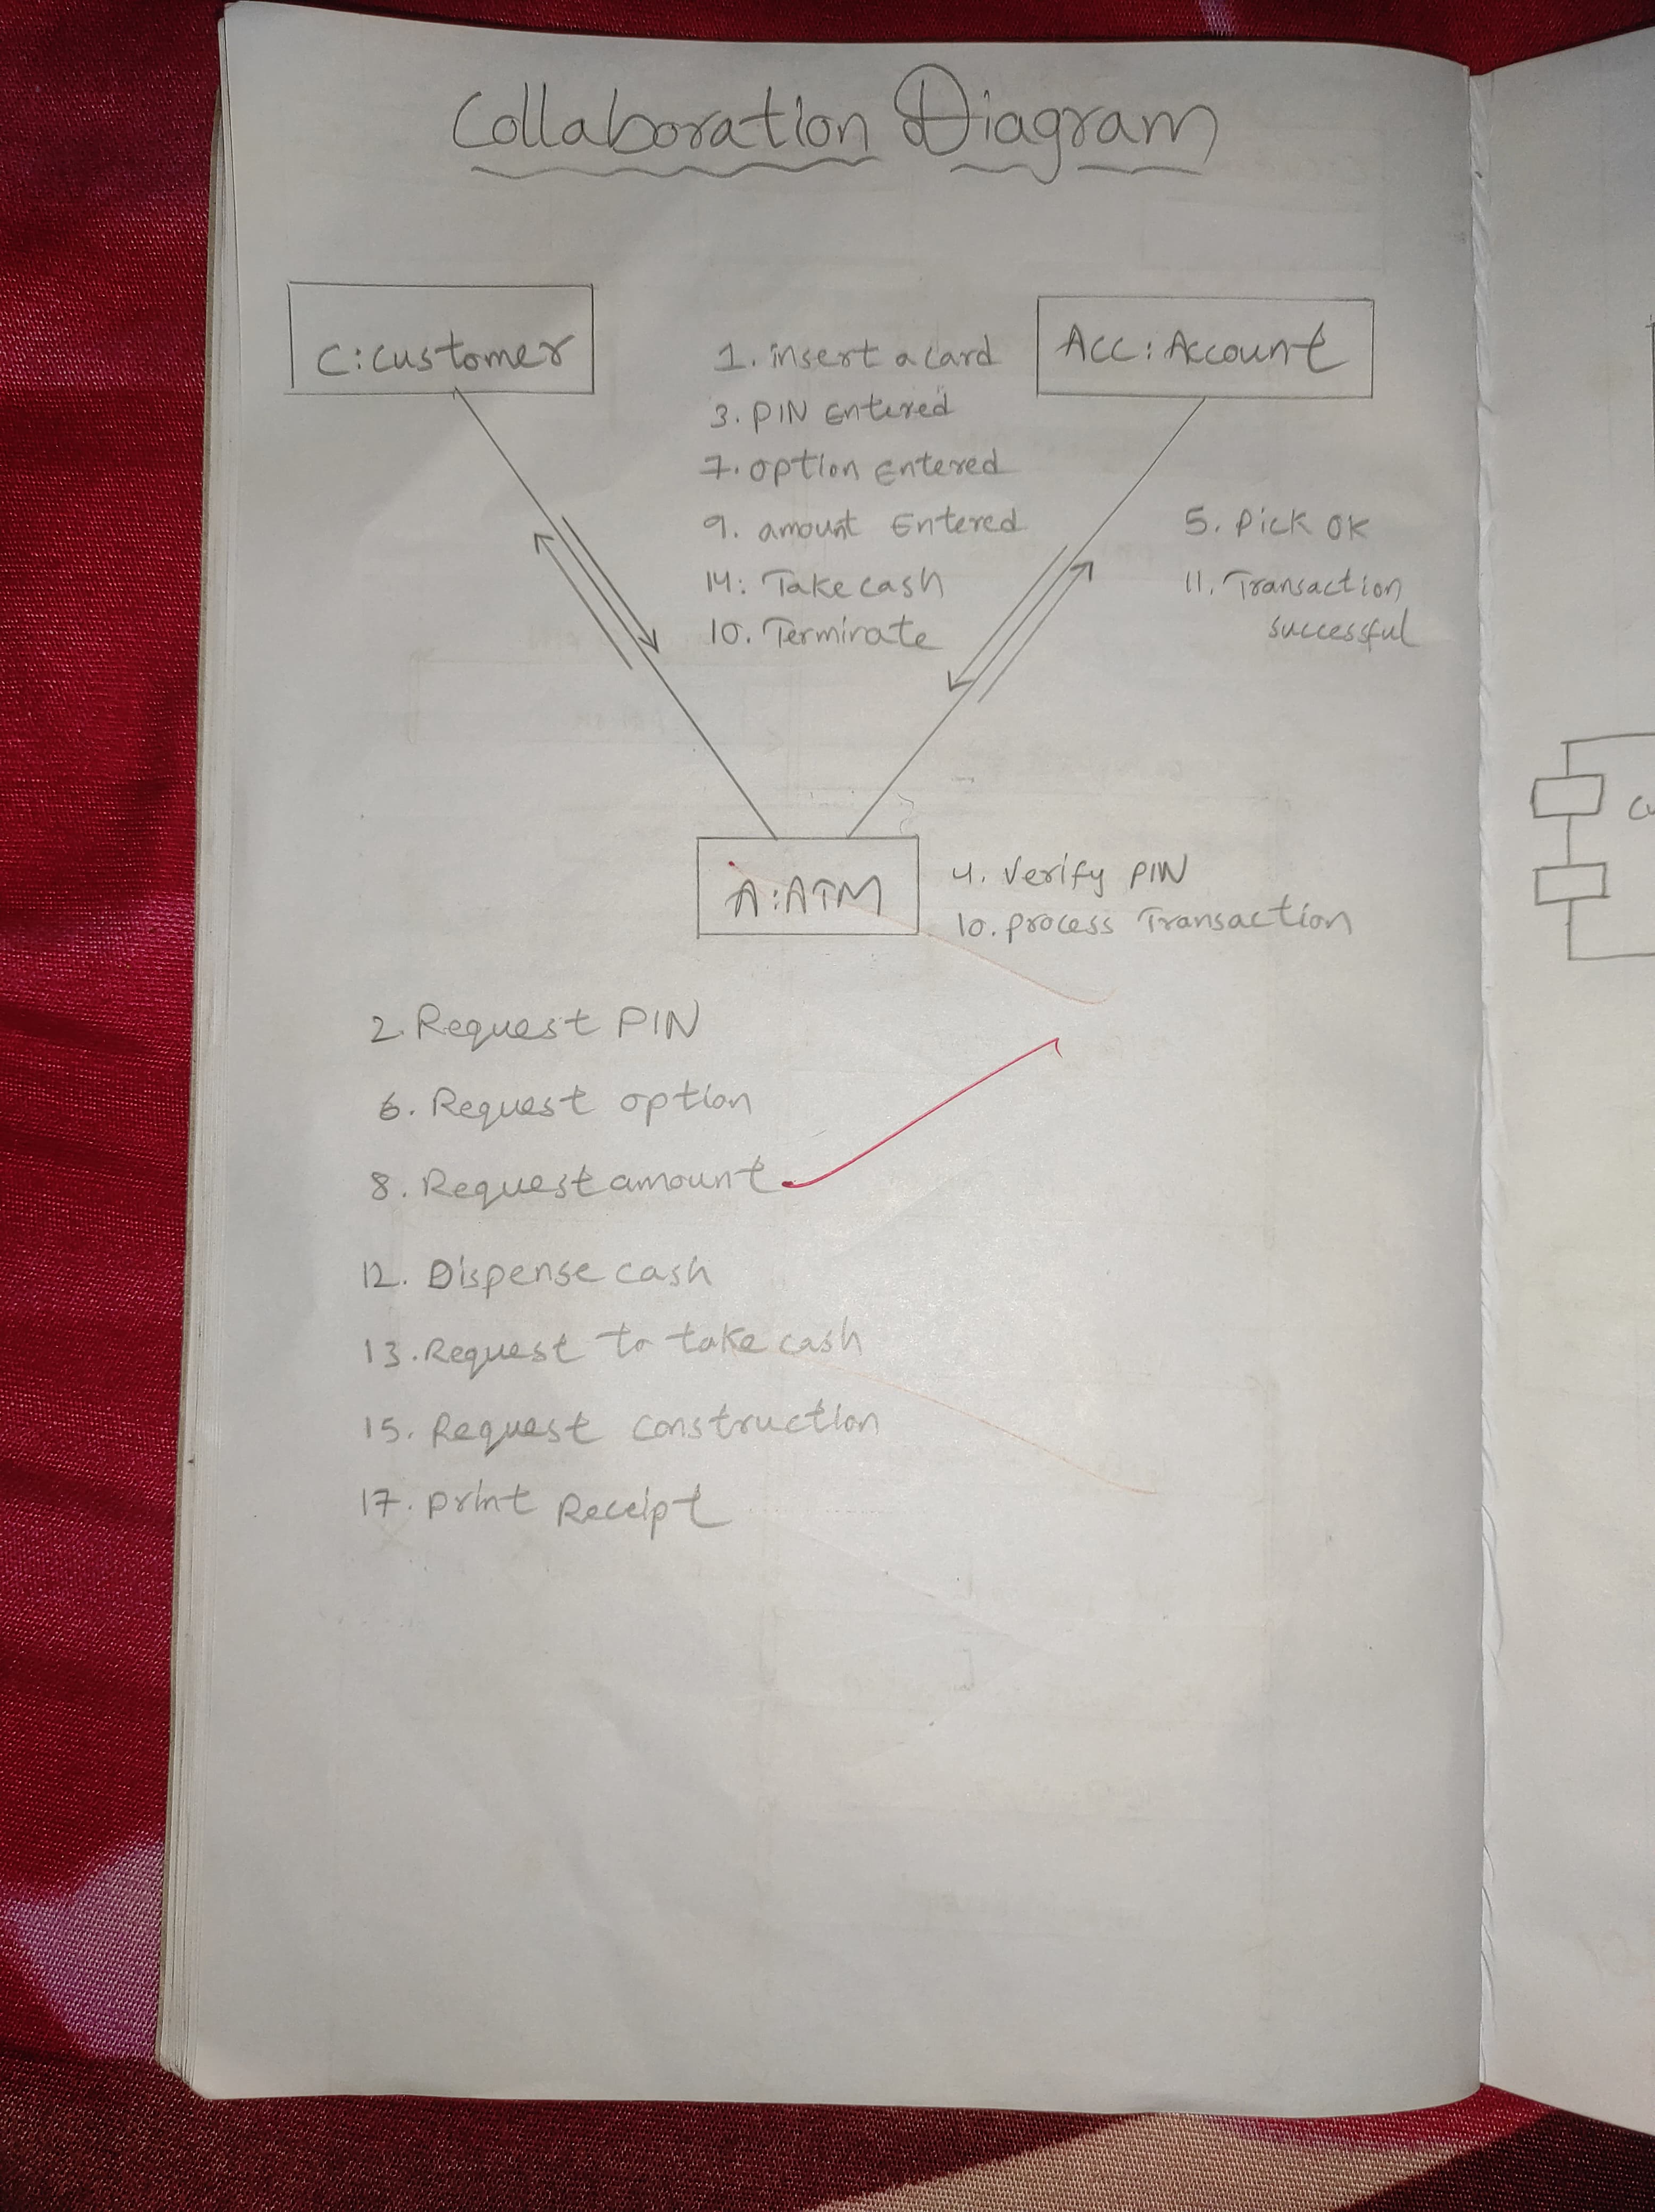 Collaboration Diagram
C:Customer
Acc:Account
1. insert a card
3. PIN Entered
7. option Entered
9. amount Entered
14: Take cash
10. Terminate
5. Pick OK
11. Transaction
successful
A:ATM
4. Verify PIN
10. process Transaction
2. Request PIN
6. Request option
8. Request amount
12. Dispense cash
13. Request to take cash
15. Request construction
17. print Receipt
Cu